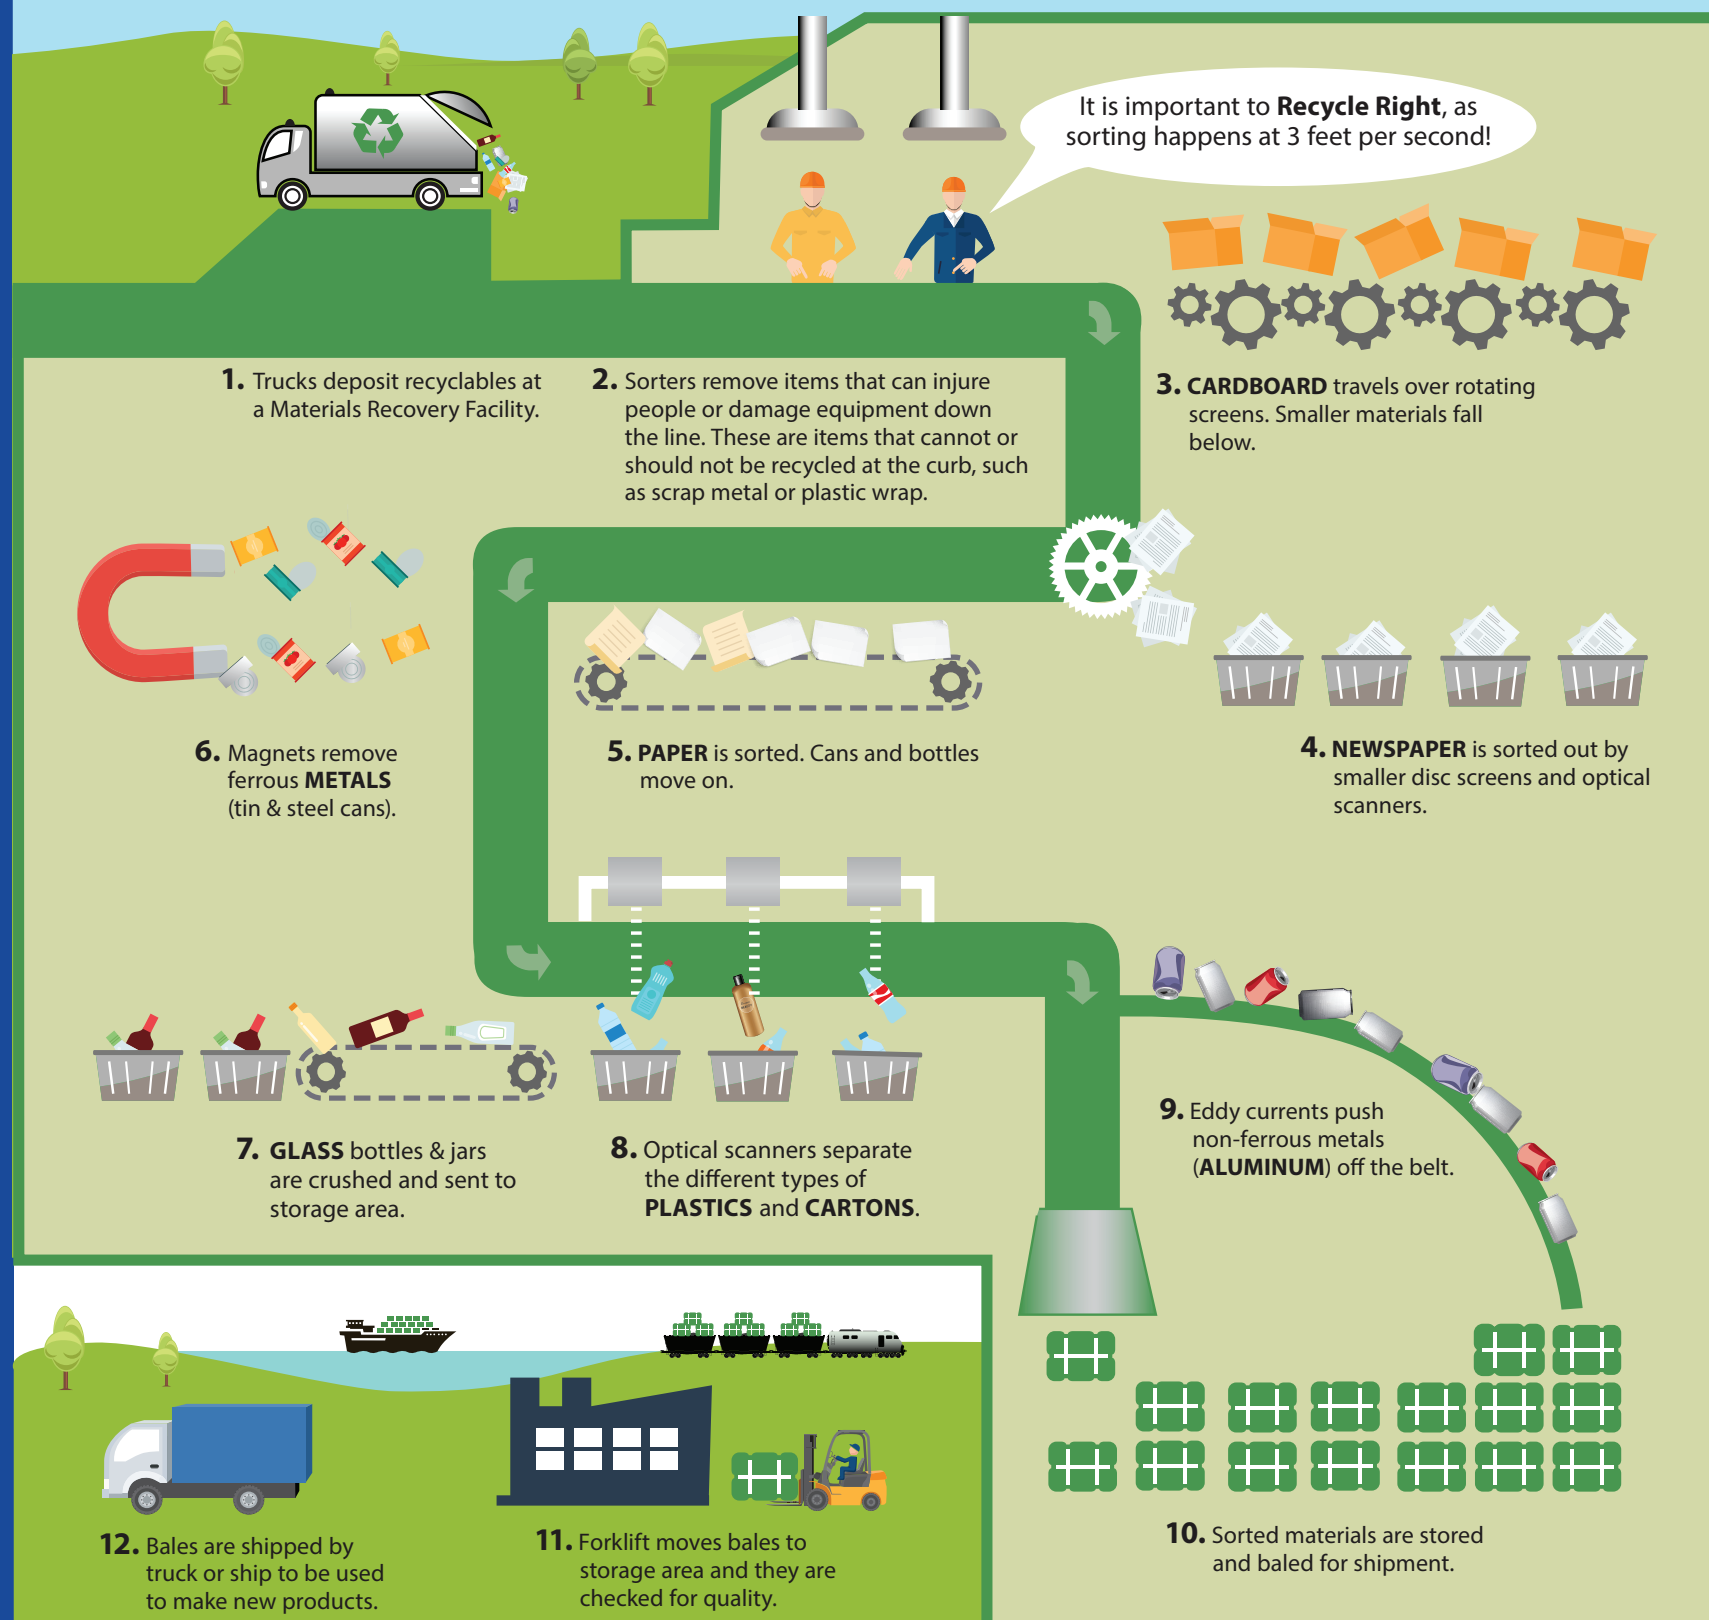 It is important to Recycle Right, as
sorting happens at 3 feet per second!
1. Trucks deposit recyclables at
a Materials Recovery Facility.
2. Sorters remove items that can injure
people or damage equipment down
the line. These are items that cannot or
should not be recycled at the curb, such
as scrap metal or plastic wrap.
3. CARDBOARD travels over rotating
screens. Smaller materials fall
below.
4. NEWSPAPER is sorted out by
smaller disc screens and optical
scanners.
5. PAPER is sorted. Cans and bottles
move on.
6. Magnets remove
ferrous METALS
(tin & steel cans).
7. GLASS bottles & jars
are crushed and sent to
storage area.
8. Optical scanners separate
the different types of
PLASTICS and CARTONS.
9. Eddy currents push
non-ferrous metals
(ALUMINUM) off the belt.
10. Sorted materials are stored
and baled for shipment.
11. Forklift moves bales to
storage area and they are
checked for quality.
12. Bales are shipped by
truck or ship to be used
to make new products.